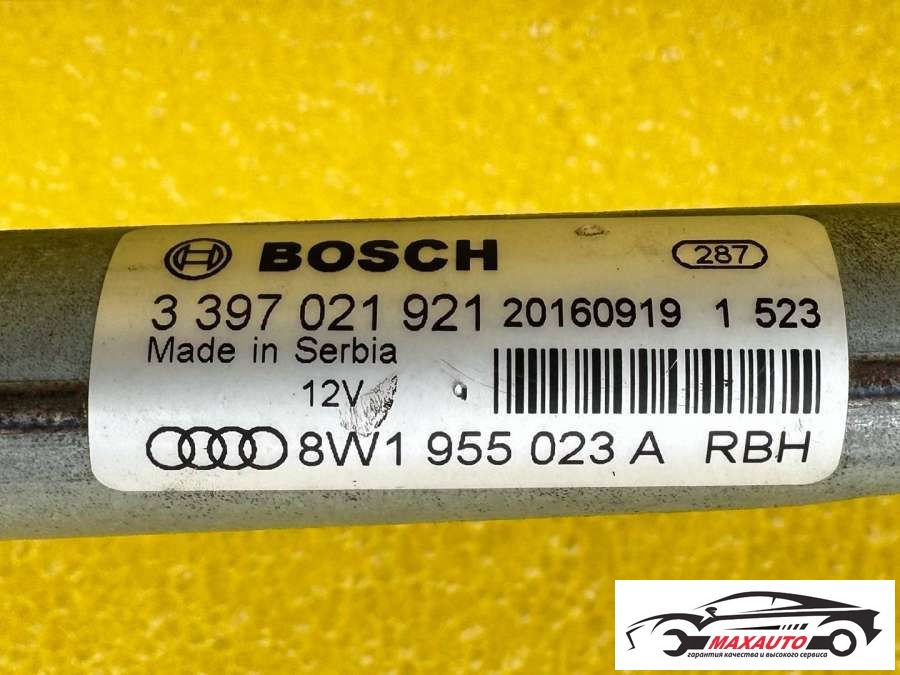 BOSCH 287
3 397 021 921 20160919 1 523
Made in Serbia
12V
8W1 955 023 A RBH
MAXAUTO
гарантия качества и высокого сервиса